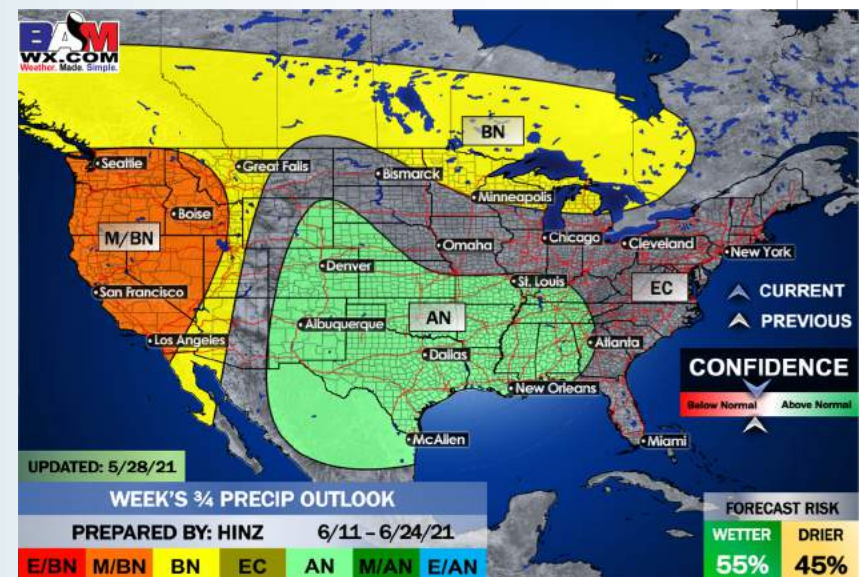 BAM
WX.COM
Weather. Made. Simple.
BN
Seattle
Great Falls
Bismarck
Minneapolis
Boise
M/BN
Omaha
Chicago
Cleveland
New York
Denver
St. Louis
EC
San Francisco
CURRENT
Albuquerque
AN
PREVIOUS
Los Angeles
Atlanta
Dallas
CONFIDENCE
New Orleans
Below Normal
Above Normal
McAllen
Miami
UPDATED: 5/28/21
WEEK'S ¾ PRECIP OUTLOOK
PREPARED BY: HINZ 6/11 – 6/24/21
E/BN M/BN BN EC AN M/AN E/AN
FORECAST RISK
WETTER DRIER
55% 45%